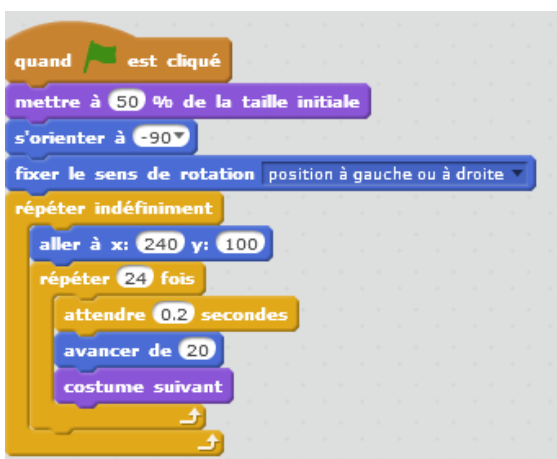 quand est cliqué
mettre à 50 % de la taille initiale
s'orienter à -90
fixer le sens de rotation position à gauche ou à droite
répéter indéfiniment
aller à x: 240 y: 100
répéter 24 fois
attendre 0.2 secondes
avancer de 20
costume suivant